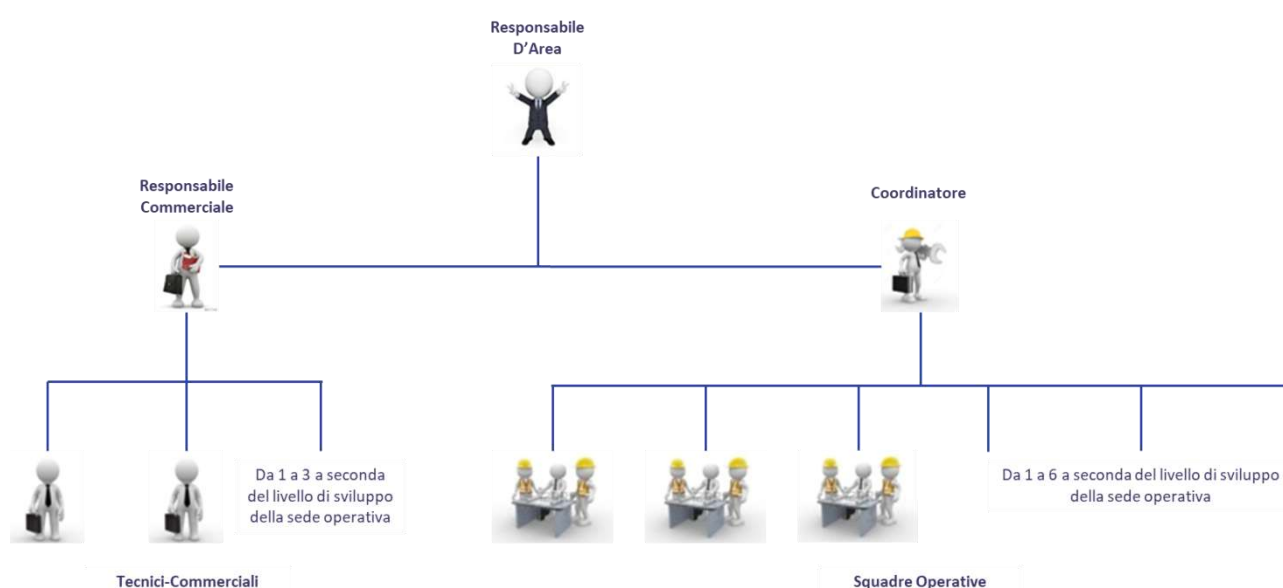 Responsabile
D'Area
Responsabile
Commerciale
Coordinatore
Da 1 a 3 a seconda
del livello di sviluppo
della sede operativa
Da 1 a 6 a seconda del livello di sviluppo
della sede operativa
Tecnici-Commerciali
Squadre Operative